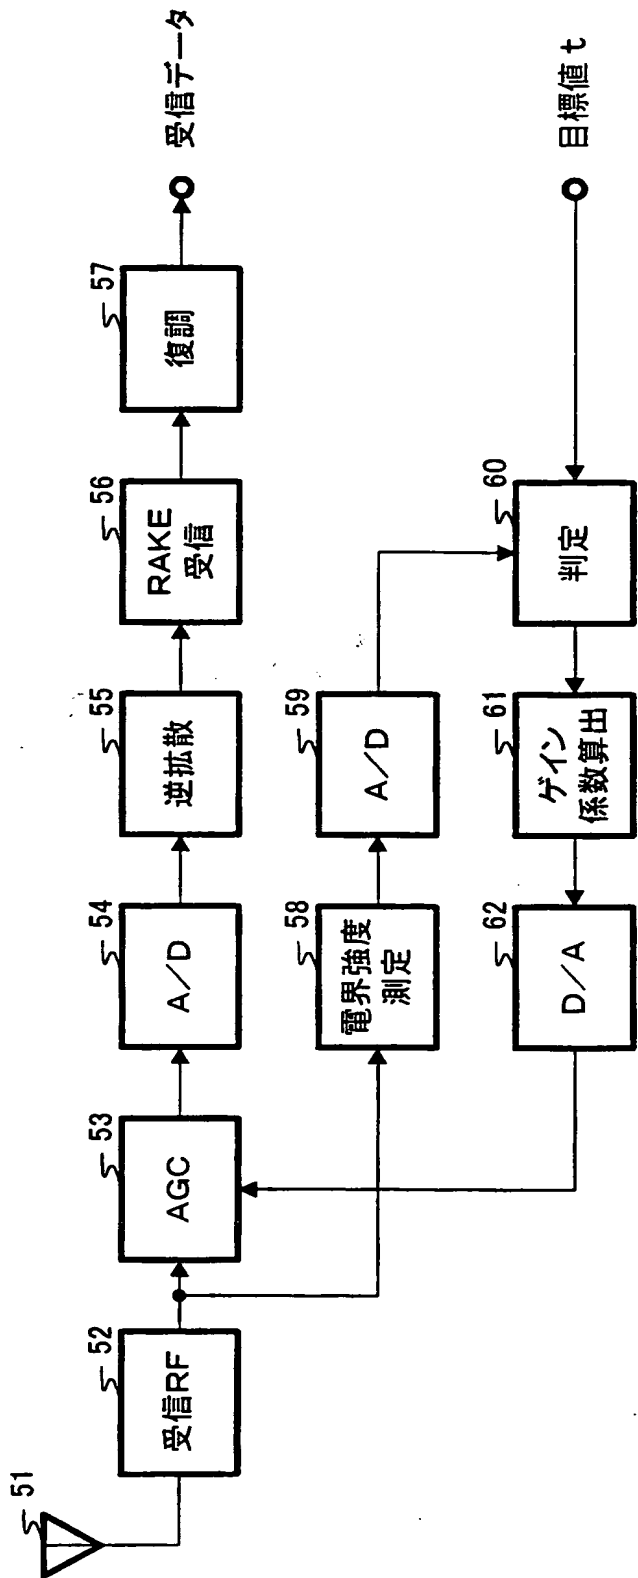 51
52
受信RF
53
AGC
54
A/D
55
逆拡散
56
RAKE
受信
57
復調
受信データ
58
電界強度
測定
59
A/D
60
判定
目標値 t
61
ゲイン
係数算出
62
D/A